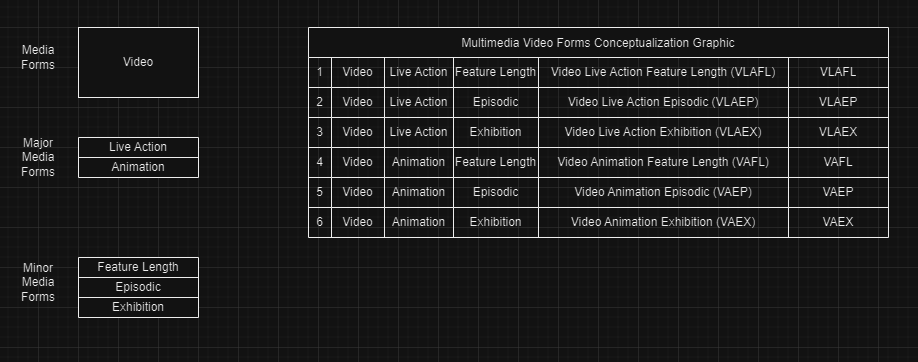 Media
Forms
Video
Major
Media
Forms
Live Action
Animation
Minor
Media
Forms
Feature Length
Episodic
Exhibition
Multimedia Video Forms Conceptualization Graphic
1 Video Live Action Feature Length Video Live Action Feature Length (VLAFL) VLAFL
2 Video Live Action Episodic Video Live Action Episodic (VLAEP) VLAEP
3 Video Live Action Exhibition Video Live Action Exhibition (VLAEX) VLAEX
4 Video Animation Feature Length Video Animation Feature Length (VAFL) VAFL
5 Video Animation Episodic Video Animation Episodic (VAEP) VAEP
6 Video Animation Exhibition Video Animation Exhibition (VAEX) VAEX